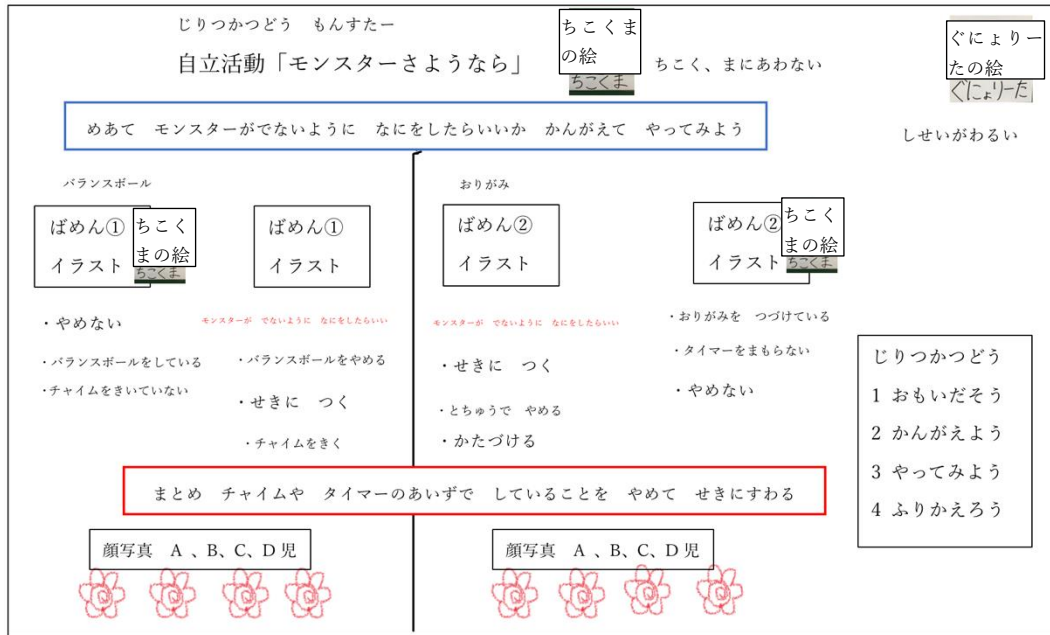 じりつかつどう　もんすたー
自立活動「モンスターさようなら」
ちこくま
の絵
ちこくま
ちこく、まにあわない
ぐにょりー
たの絵
ぐにょりーた
しせいがわるい
めあて　モンスターがでないように　なにをしたらいいか　かんがえて　やってみよう
バランスボール
ばめん①
イラスト
ちこく
まの絵
ちこくま
・やめない
・バランスボールをしている
・チャイムをきいていない
ばめん①
イラスト
モンスターが　でないように　なにをしたらいい
・バランスボールをやめる
・せきに　つく
・チャイムをきく
おりがみ
ばめん②
イラスト
モンスターが　でないように　なにをしたらいい
・せきに　つく
・とちゅうで　やめる
・かたづける
ばめん②
イラスト
ちこく
まの絵
ちこくま
・おりがみを　つづけている
・タイマーをまもらない
・やめない
じりつかつどう
1 おもいだそう
2 かんがえよう
3 やってみよう
4 ふりかえろう
まとめ　チャイムや　タイマーのあいずで　していることを　やめて　せきにすわる
顔写真　A 、B、C、D 児
顔写真　A 、B、C、D 児